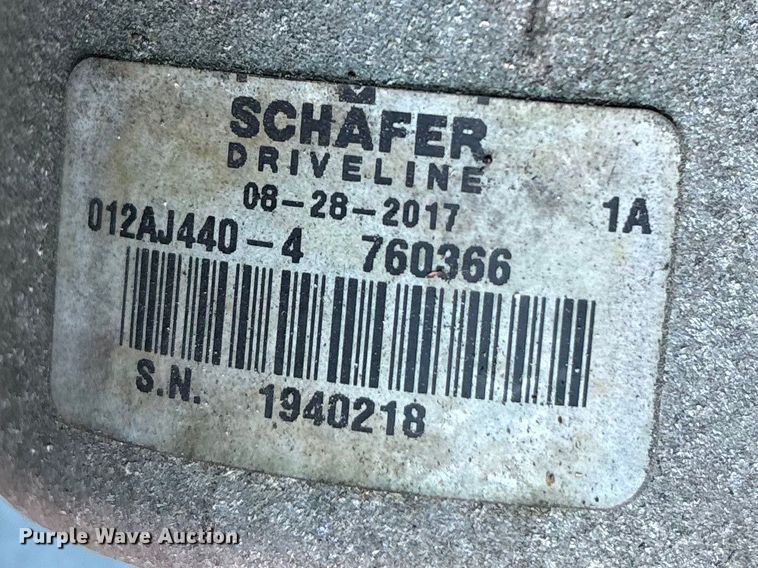 SCHAFER
DRIVELINE
08-28-2017 1A
012AJ440-4 760366
S.N. 1940218
Purple Wave Auction